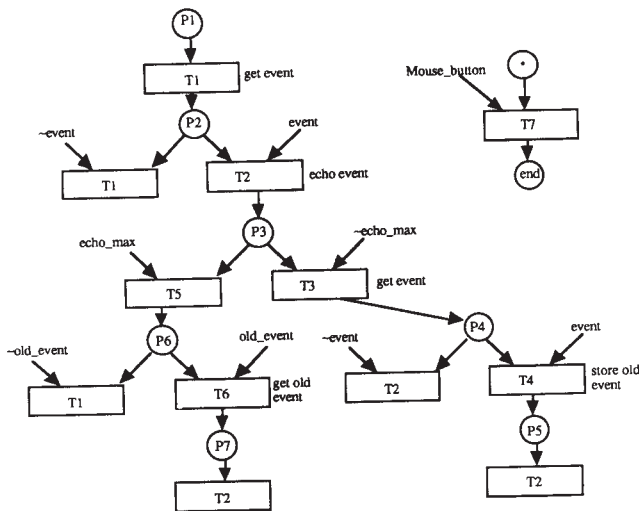 P1
T1 get event
Mouse_button
T7
end
P2
~event
event
T1
T2 echo event
P3
echo_max
~echo_max
T5
T3 get event
P6
P4
~old_event
old_event
~event
event
T1
T6 get old
event
T2
T4 store old
event
P7
P5
T2
T2